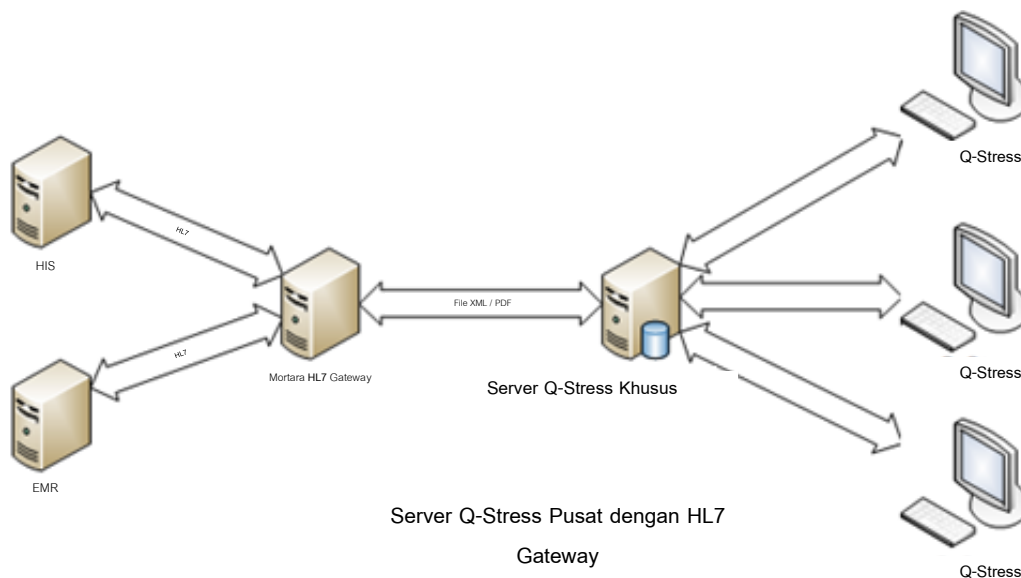 Q-Stress
HL7
HIS
File XML / PDF
Q-Stress
HL7
Mortara HL7 Gateway
Server Q-Stress Khusus
EMR
Server Q-Stress Pusat dengan HL7
Gateway
Q-Stress